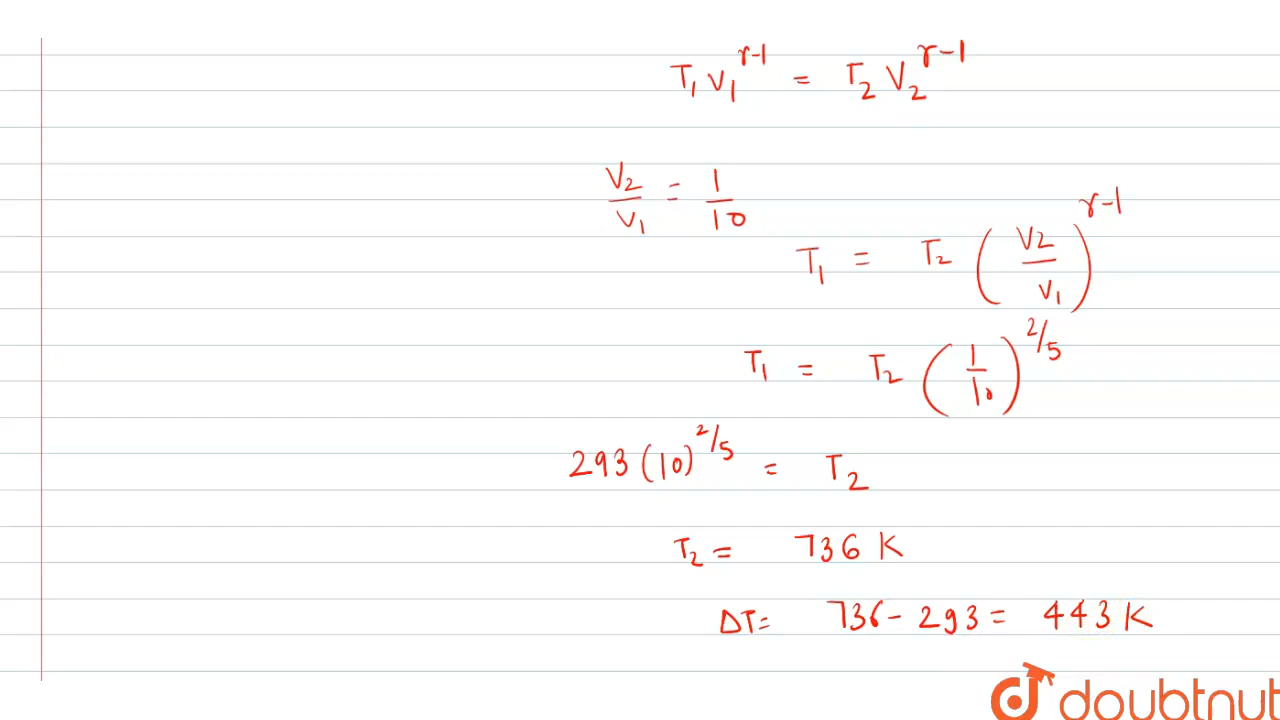 T₁ V₁^(r-1) = T₂ V₂^(r-1)
V₂/V₁ = 1/10
T₁ = T₂ (V₂/V₁)^(r-1)
T₁ = T₂ (1/10)^(2/5)
293 (10)^(2/5) = T₂
T₂ = 736 K
ΔT = 736 - 293 = 443 K
doubtnut